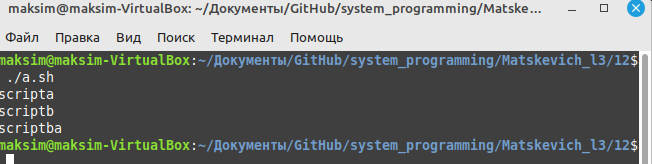 maksim@maksim-VirtualBox: ~/Документы/GitHub/system_programming/Matske...
Файл Правка Вид Поиск Терминал Помощь
maksim@maksim-VirtualBox:~/Документы/GitHub/system_programming/Matskevich_l3/12$
./a.sh
scripta
scriptb
scriptba
maksim@maksim-VirtualBox:~/Документы/GitHub/system_programming/Matskevich_l3/12$